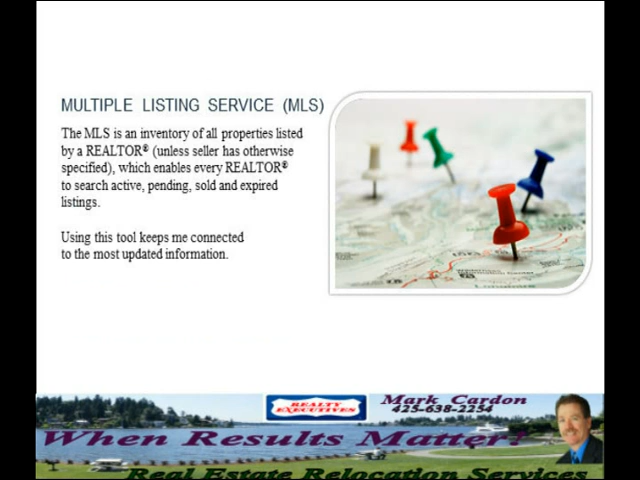 MULTIPLE LISTING SERVICE (MLS)
The MLS is an inventory of all properties listed
by a REALTOR® (unless seller has otherwise
specified), which enables every REALTOR®
to search active, pending, sold and expired
listings.
Using this tool keeps me connected
to the most updated information.
REALTY
EXECUTIVES
Mark Cardon
425-638-2254
When Results Matter!
Real Estate Relocation Services